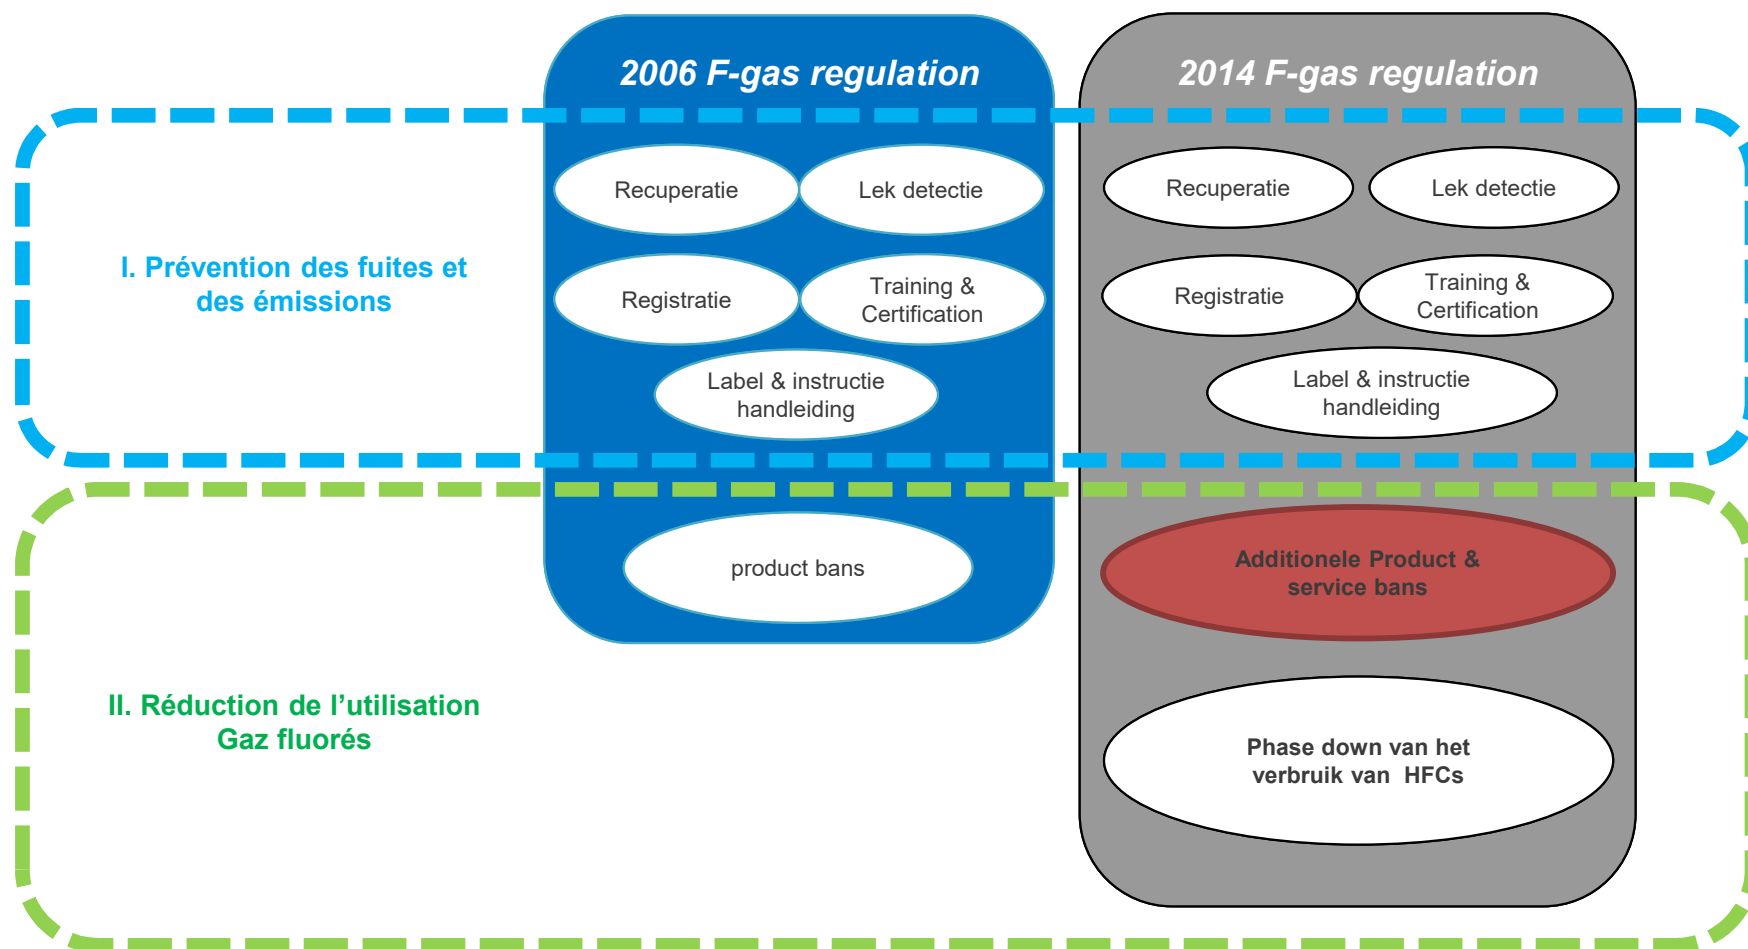 2006 F-gas regulation
2014 F-gas regulation
I. Prévention des fuites et
des émissions
Recuperatie
Lek detectie
Registratie
Training &
Certification
Label & instructie
handleiding
Recuperatie
Lek detectie
Registratie
Training &
Certification
Label & instructie
handleiding
II. Réduction de l’utilisation
Gaz fluorés
product bans
Additionele Product &
service bans
Phase down van het
verbruik van HFCs